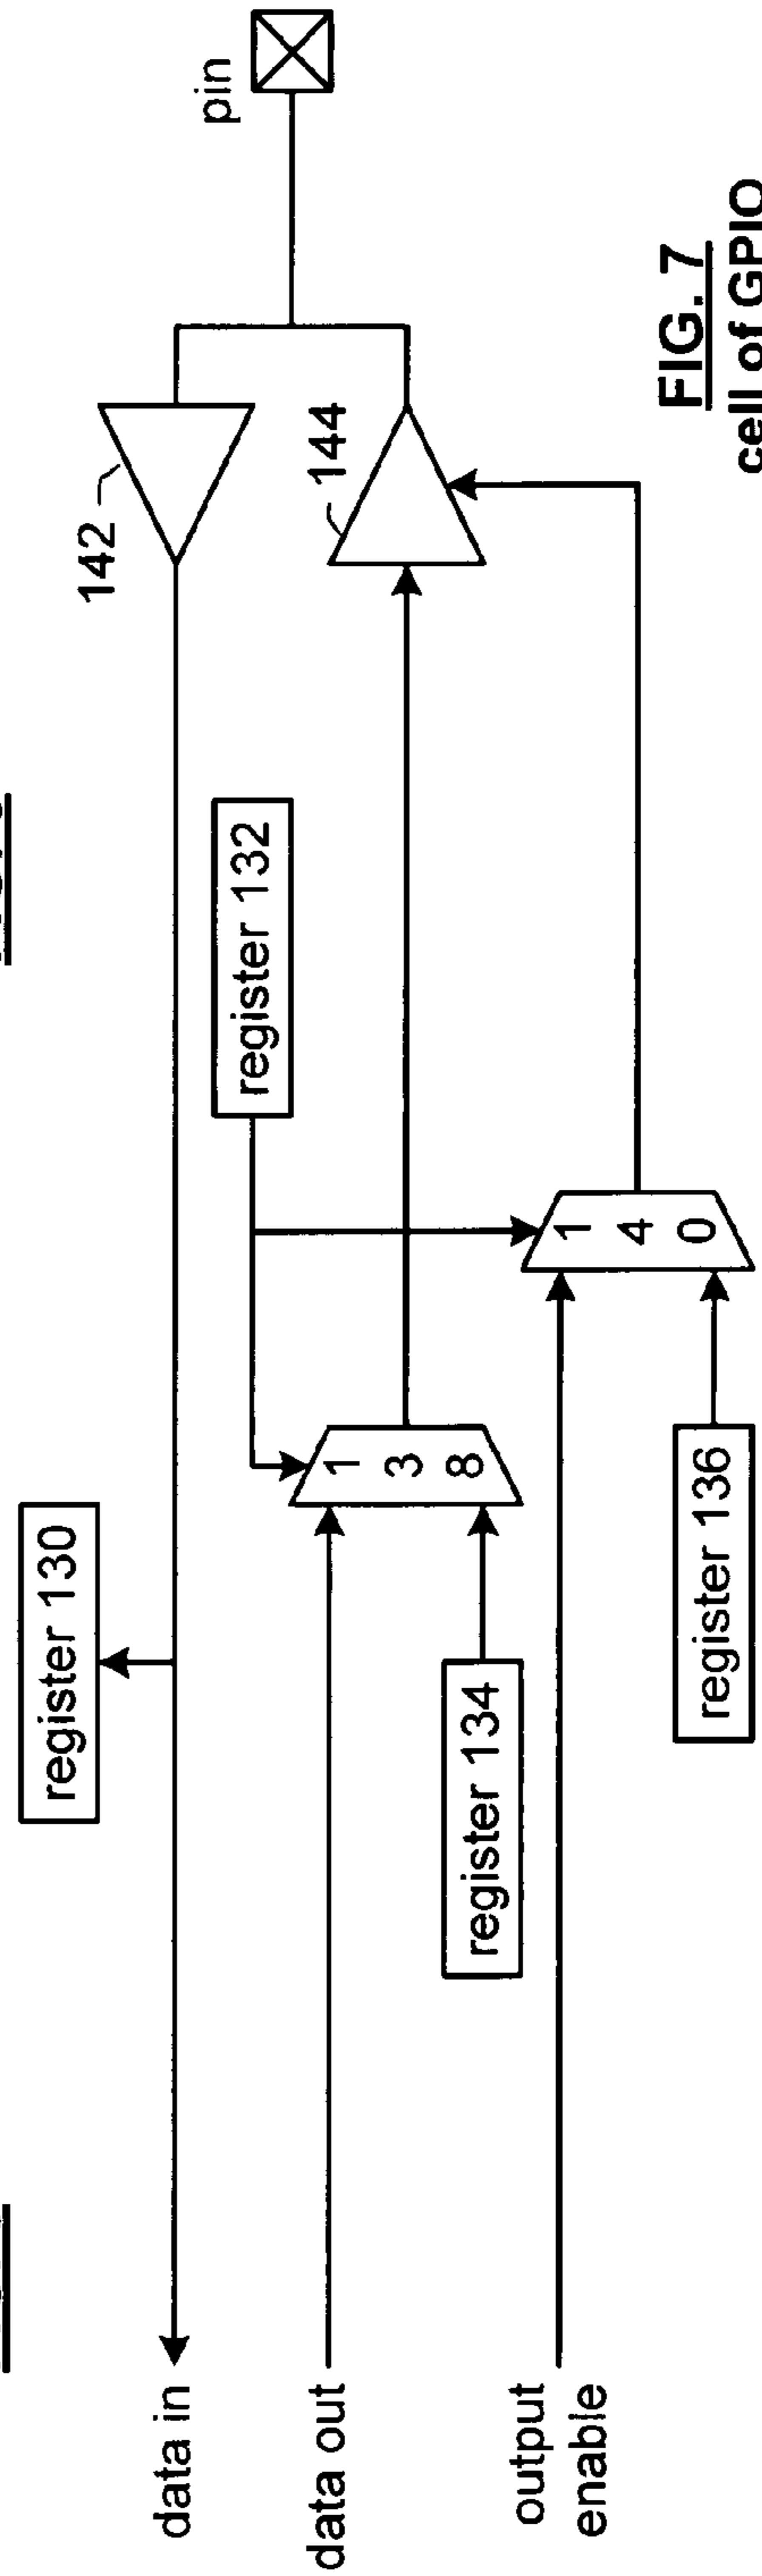 register 130
data in
142
pin
register 132
data out
1
3
8
144
register 134
output
enable
1
4
0
register 136
FIG. 7
cell of GPIO